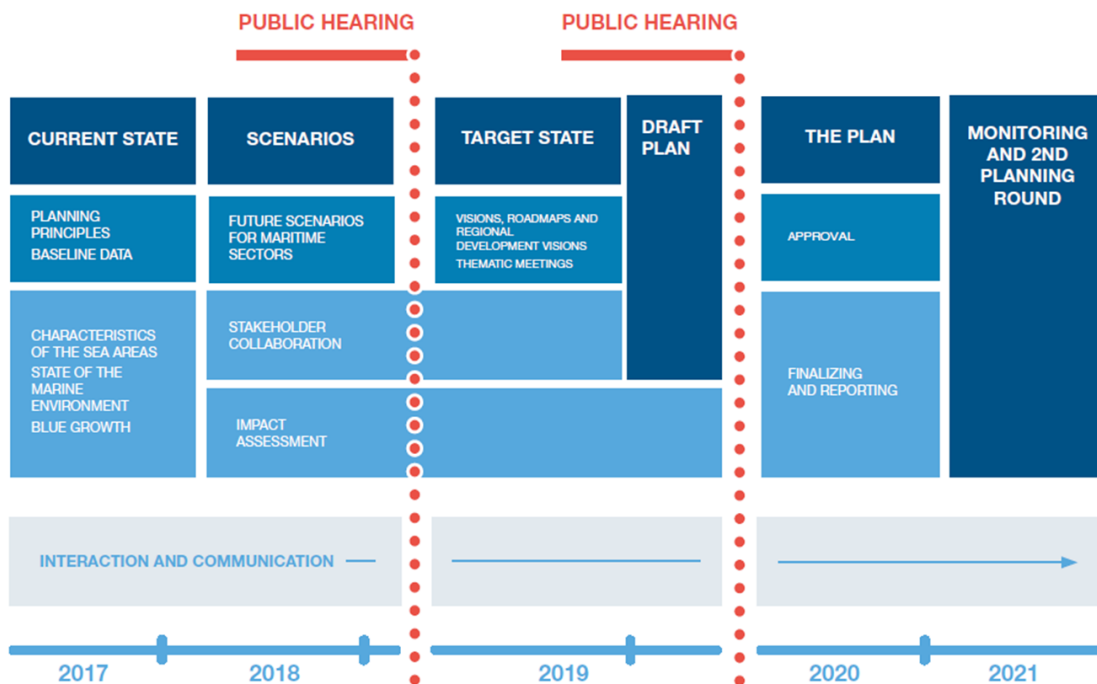 PUBLIC HEARING
PUBLIC HEARING
CURRENT STATE
SCENARIOS
TARGET STATE
DRAFT
PLAN
THE PLAN
MONITORING
AND 2ND
PLANNING
ROUND
PLANNING
PRINCIPLES
BASELINE DATA
FUTURE SCENARIOS
FOR MARITIME
SECTORS
VISIONS, ROADMAPS AND
REGIONAL
DEVELOPMENT VISIONS
THEMATIC MEETINGS
APPROVAL
CHARACTERISTICS
OF THE SEA AREAS
STATE OF THE
MARINE
ENVIRONMENT
BLUE GROWTH
STAKEHOLDER
COLLABORATION
IMPACT
ASSESSMENT
FINALIZING
AND REPORTING
INTERACTION AND COMMUNICATION
2017
2018
2019
2020
2021